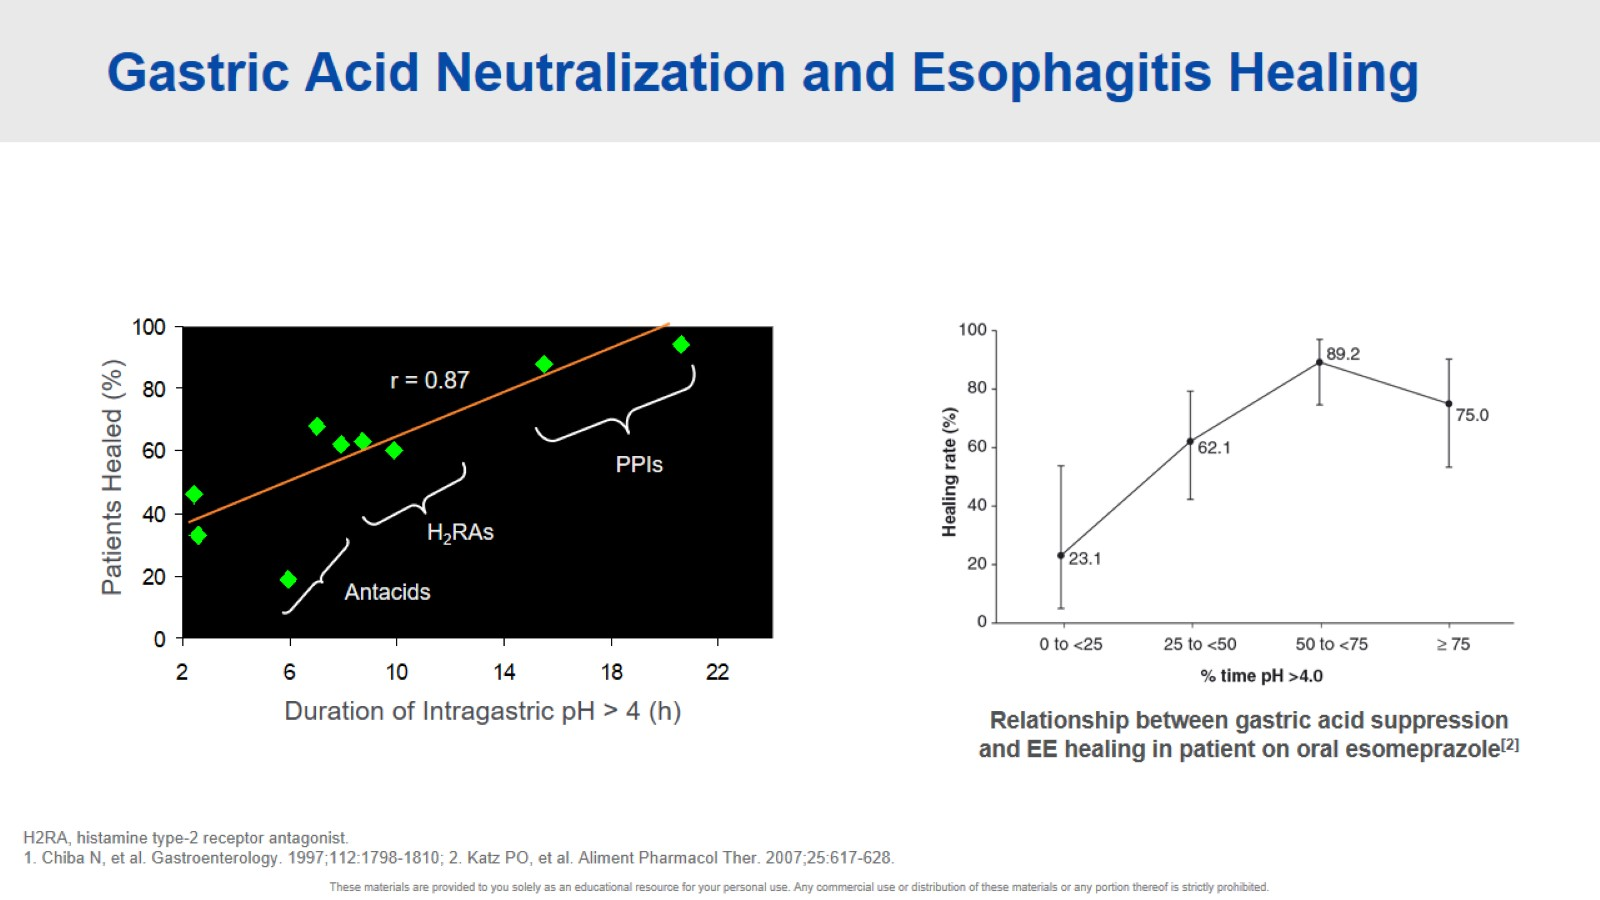 Gastric Acid Neutralization and Esophagitis Healing
Patients Healed (%)
100
80
60
40
20
0
r = 0.87
PPIs
H₂RAs
Antacids
2 6 10 14 18 22
Duration of Intragastric pH > 4 (h)
Healing rate (%)
100
80
60
40
20
0
89.2
75.0
62.1
23.1
0 to <25 25 to <50 50 to <75 ≥ 75
% time pH >4.0
Relationship between gastric acid suppression
and EE healing in patient on oral esomeprazole[2]
H2RA, histamine type-2 receptor antagonist.
1. Chiba N, et al. Gastroenterology. 1997;112:1798-1810; 2. Katz PO, et al. Aliment Pharmacol Ther. 2007;25:617-628.
These materials are provided to you solely as an educational resource for your personal use. Any commercial use or distribution of these materials or any portion thereof is strictly prohibited.